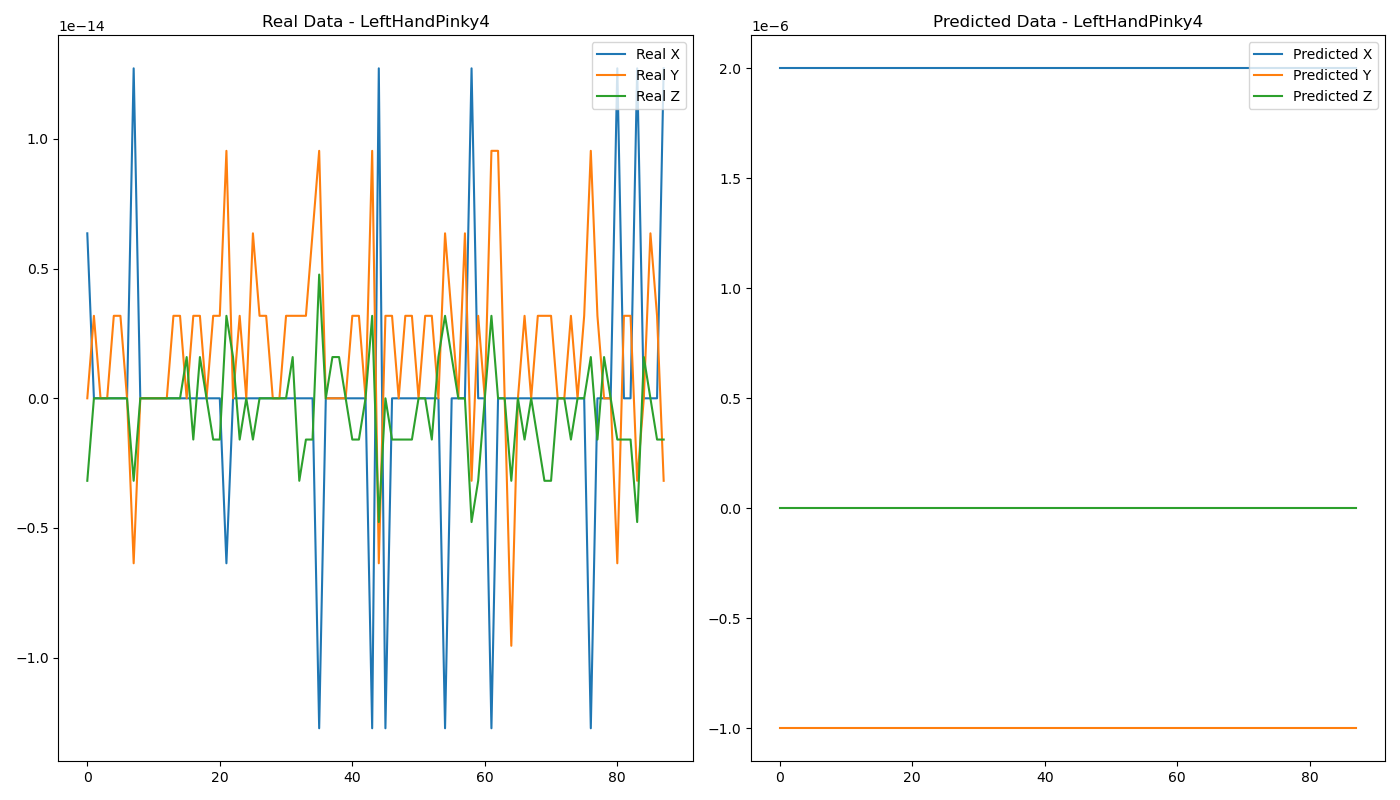 Real Data - LeftHandPinky4
1e−14
Real X
Real Y
Real Z
1.0
0.5
0.0
−0.5
−1.0
0 20 40 60 80
Predicted Data - LeftHandPinky4
1e−6
Predicted X
Predicted Y
Predicted Z
2.0
1.5
1.0
0.5
0.0
−0.5
−1.0
0 20 40 60 80